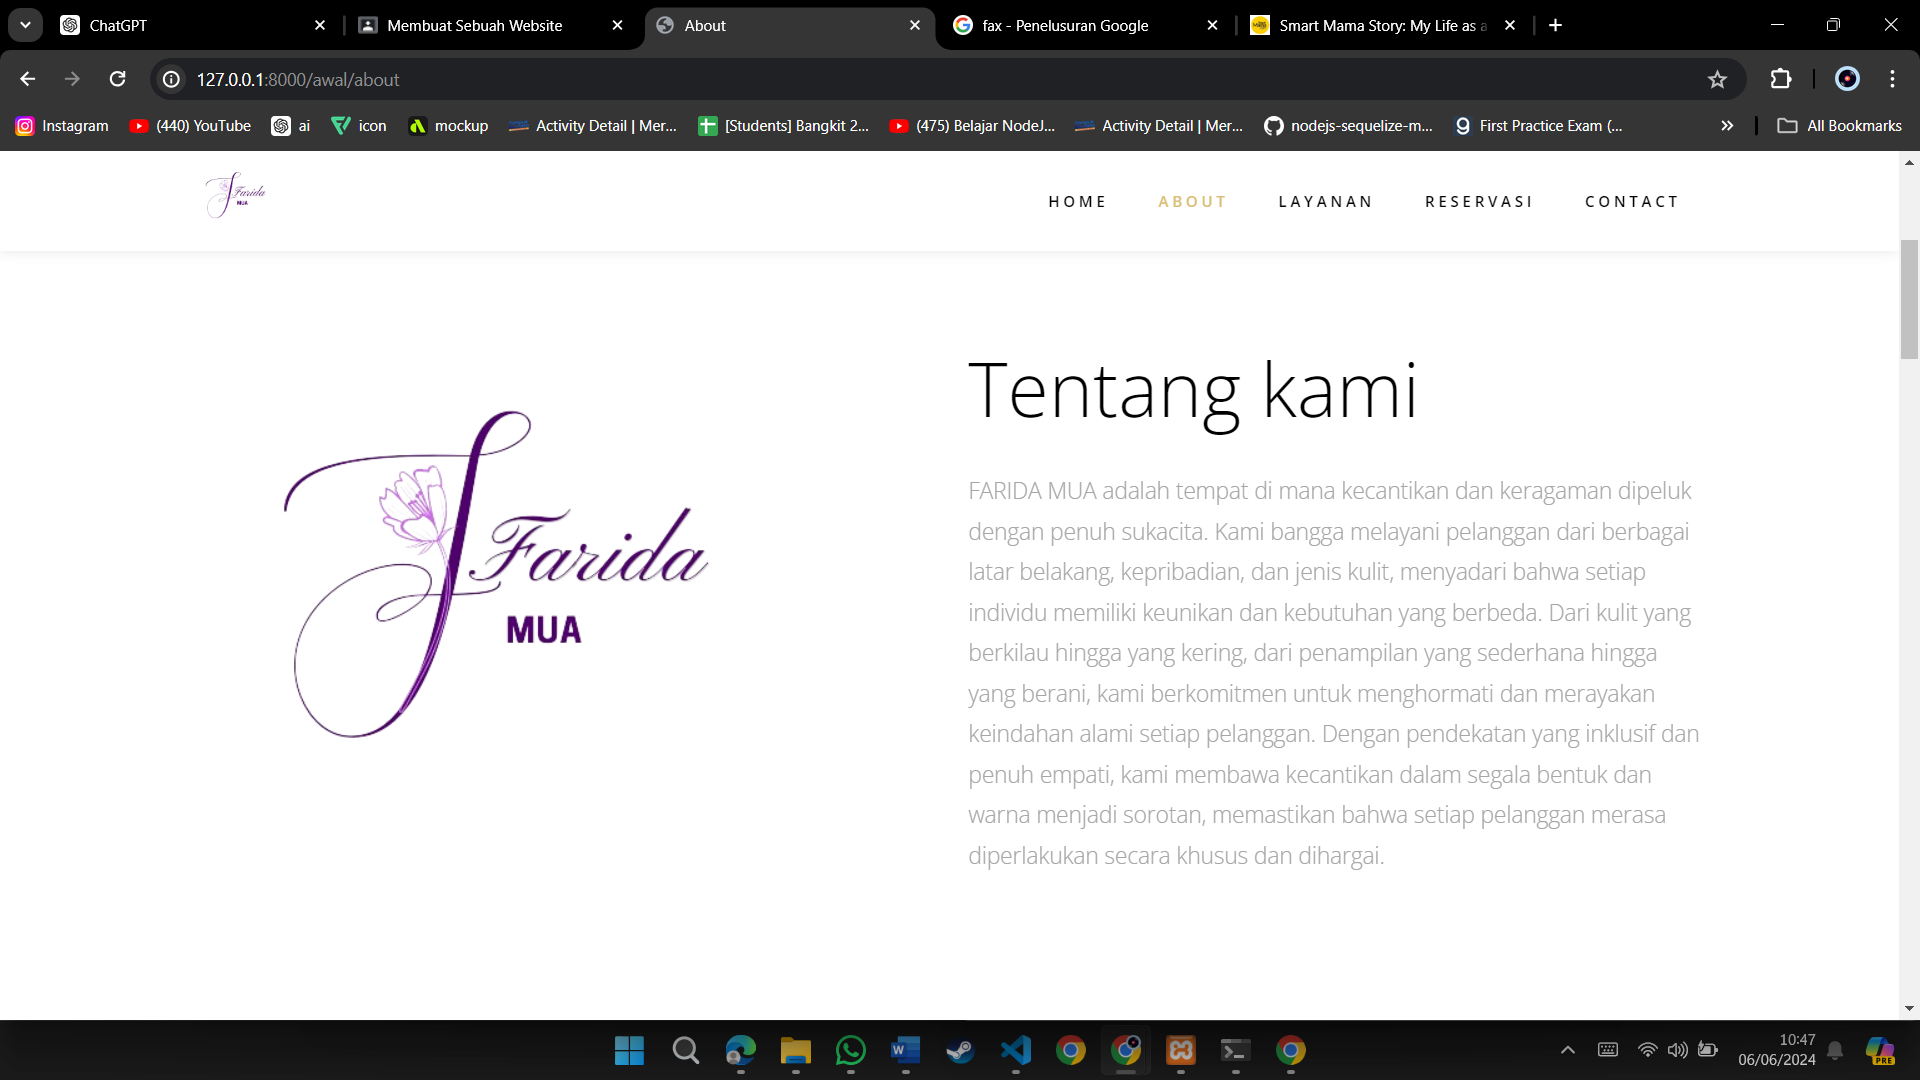 ChatGPT
Membuat Sebuah Website
About
fax - Penelusuran Google
Smart Mama Story: My Life as a
127.0.0.1:8000/awal/about
Instagram
(440) YouTube
ai
icon
mockup
Activity Detail | Mer...
[Students] Bangkit 2...
(475) Belajar NodeJ...
Activity Detail | Mer...
nodejs-sequelize-m...
First Practice Exam (...
All Bookmarks
Farida
MUA
HOME
ABOUT
LAYANAN
RESERVASI
CONTACT
Farida
MUA
Tentang kami
FARIDA MUA adalah tempat di mana kecantikan dan keragaman dipeluk
dengan penuh sukacita. Kami bangga melayani pelanggan dari berbagai
latar belakang, kepribadian, dan jenis kulit, menyadari bahwa setiap
individu memiliki keunikan dan kebutuhan yang berbeda. Dari kulit yang
berkilau hingga yang kering, dari penampilan yang sederhana hingga
yang berani, kami berkomitmen untuk menghormati dan merayakan
keindahan alami setiap pelanggan. Dengan pendekatan yang inklusif dan
penuh empati, kami membawa kecantikan dalam segala bentuk dan
warna menjadi sorotan, memastikan bahwa setiap pelanggan merasa
diperlakukan secara khusus dan dihargai.
10:47
06/06/2024
PRE